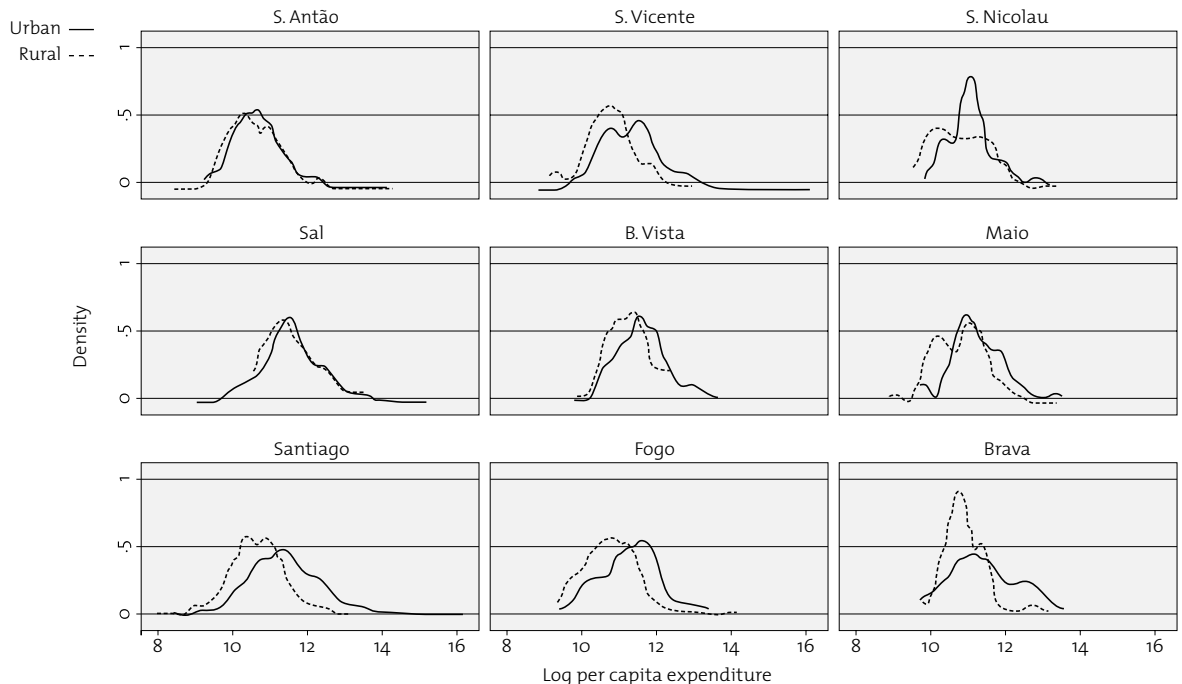 Urban
Rural
S. Antão
S. Vicente
S. Nicolau
1
.5
0
Sal
B. Vista
Maio
1
.5
0
Density
Santiago
Fogo
Brava
1
.5
0
8 10 12 14 16 8 10 12 14 16 8 10 12 14 16
Log per capita expenditure